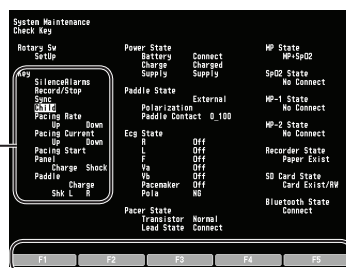 System Maintenance
Check Key
Rotary Sw
SetUp
Key
SilenceAlarms
Record/Stop
Sync
Child
Pacing Rate
Up Down
Pacing Current
Up Down
Pacing Start
Panel
Charge Shock
Paddle
Charge
Shk L R
Power State
Battery Connect
Charge Charged
Supply Supply
Paddle State
External
Polarization
Paddle Contact 0_100
Ecg State
R Off
L Off
F Off
Va Off
Vb Off
Pacemaker Off
Pola NG
Pacer State
Transistor Normal
Lead State Connect
MP State
MP+SpO2
SpO2 State
No Connect
MP-1 State
No Connect
MP-2 State
No Connect
Recorder State
Paper Exist
SD Card State
Card Exist/RW
Bluetooth State
Connect
F1 F2 F3 F4 F5